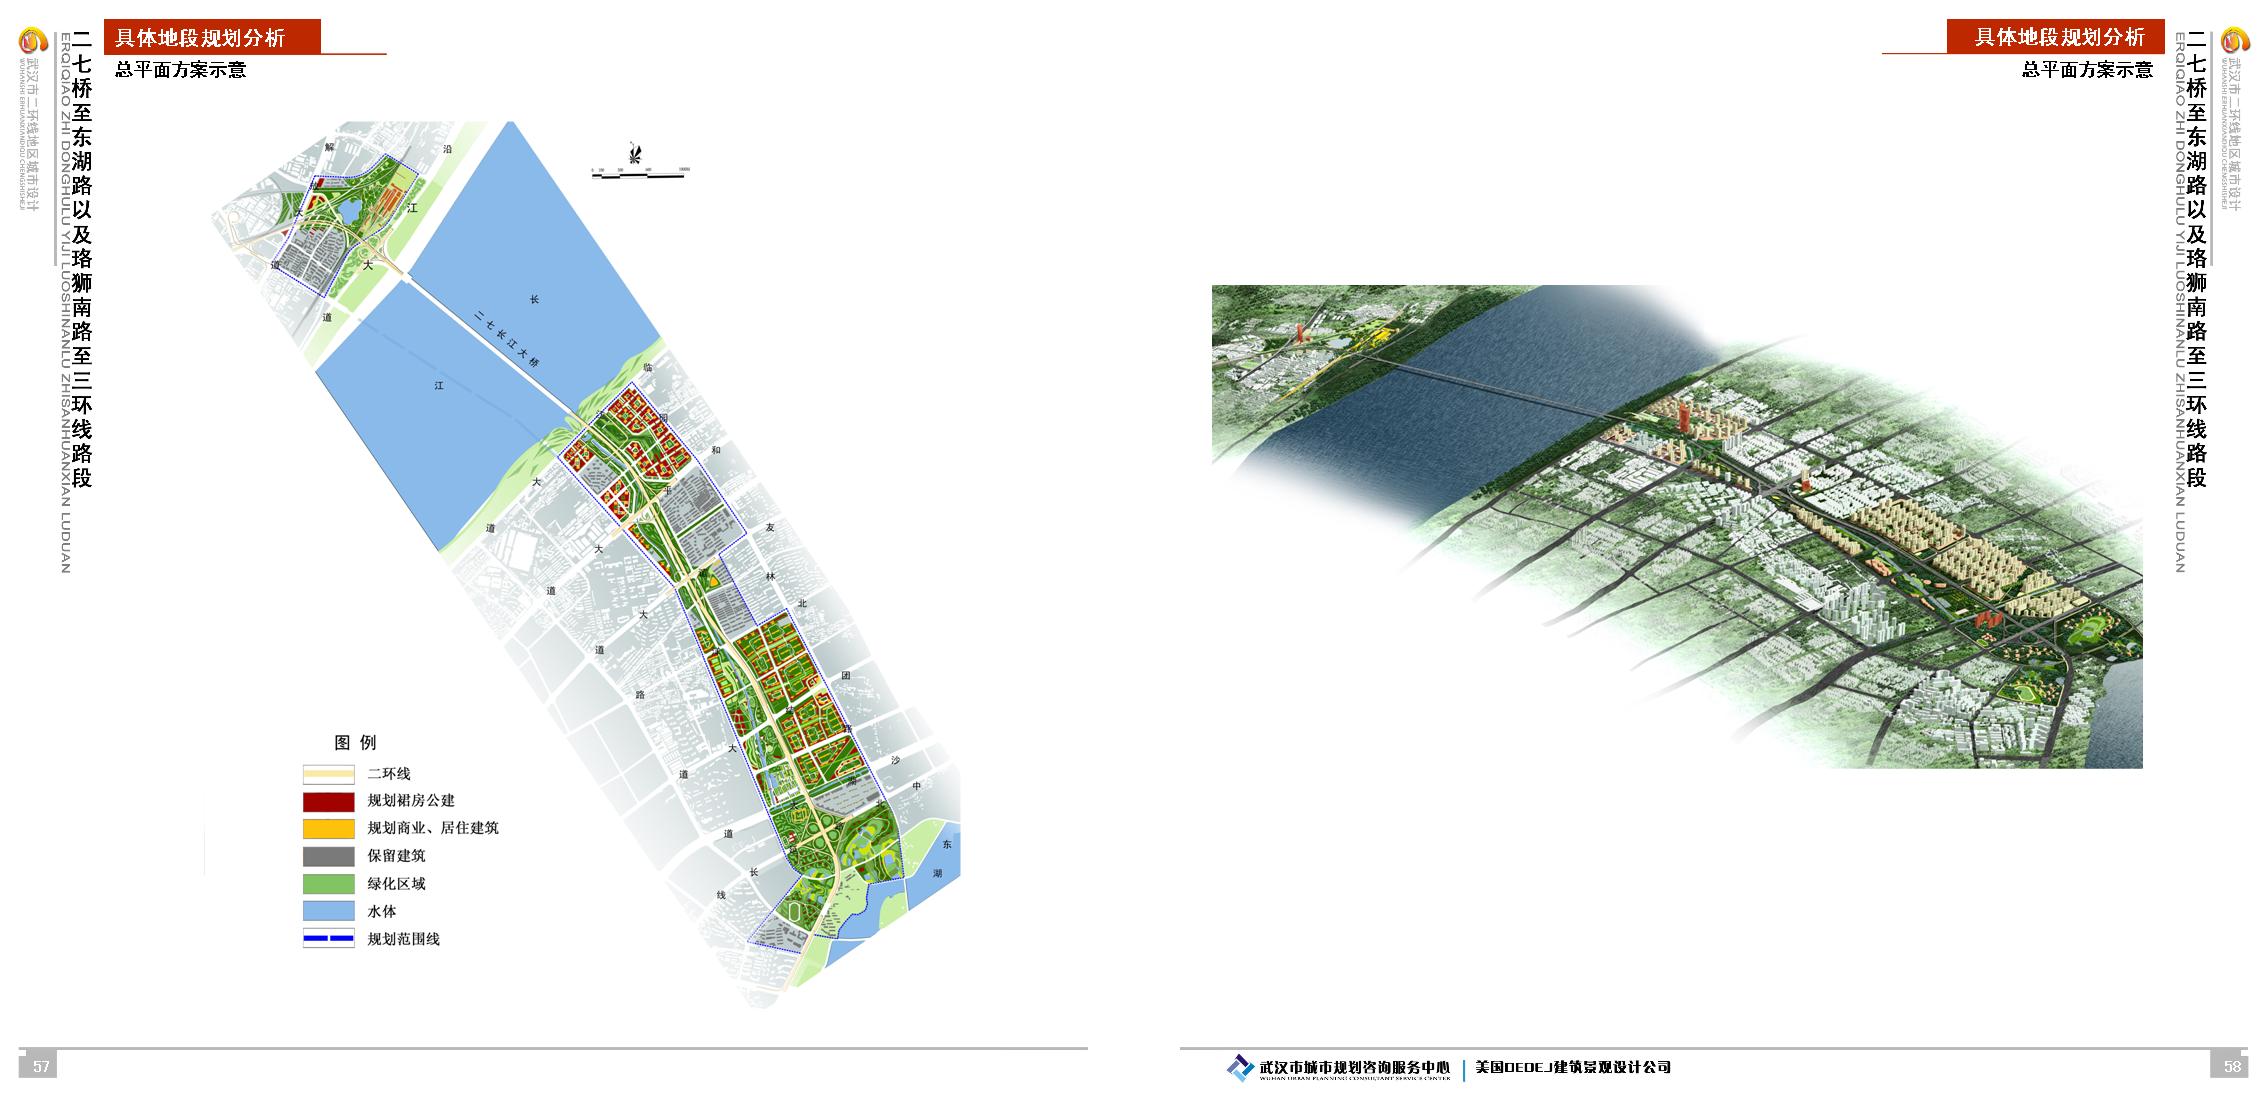 具体地段规划分析
总平面方案示意
二七桥至东湖路以及珞狮南路至三环线路段
ERQIQIAO ZHI DONGHULU YIJI LUOSHINANLU ZHISANHUANXIAN LUDUAN
武汉市二环线地区城市设计
WUHANSHI ERHUANXIANDIQU CHENGSHISHEJI
解
放
大
道
沿
江
大
道
长
江
二七长江大桥
临
江
大
道
园
和
平
大
道
友
谊
大
道
林
北
路
团
结
大
道
沙
湖
大
道
中
北
路
东
湖
长
线
图 例
二环线
规划裙房公建
规划商业、居住建筑
保留建筑
绿化区域
水体
规划范围线
57
具体地段规划分析
总平面方案示意
二七桥至东湖路以及珞狮南路至三环线路段
ERQIQIAO ZHI DONGHULU YIJI LUOSHINANLU ZHISANHUANXIAN LUDUAN
武汉市二环线地区城市设计
WUHANSHI ERHUANXIANDIQU CHENGSHISHEJI
武汉市城市规划咨询服务中心
WUHAN URBAN PLANNING CONSULTANT SERVICE CENTER
美国DEDEJ建筑景观设计公司
58